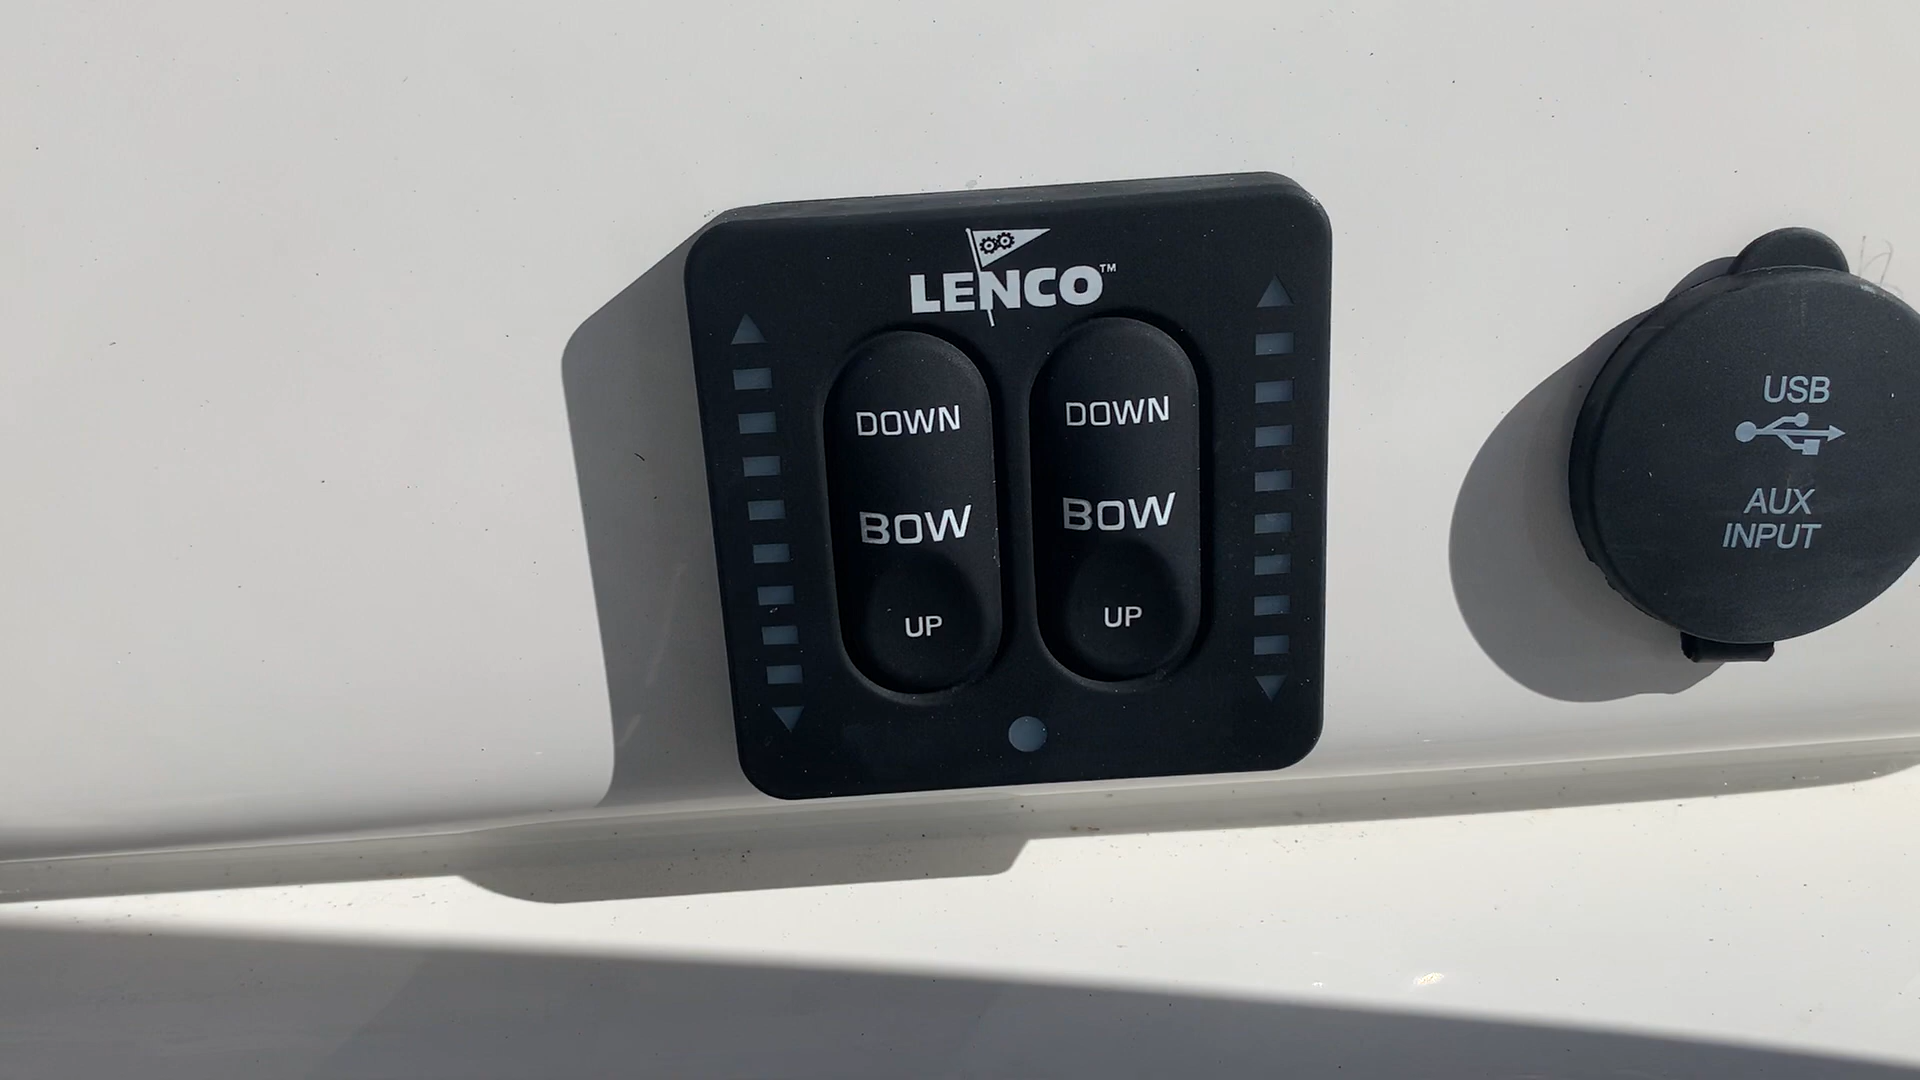 LENCO™
DOWN
BOW
UP
DOWN
BOW
UP
USB
AUX
INPUT